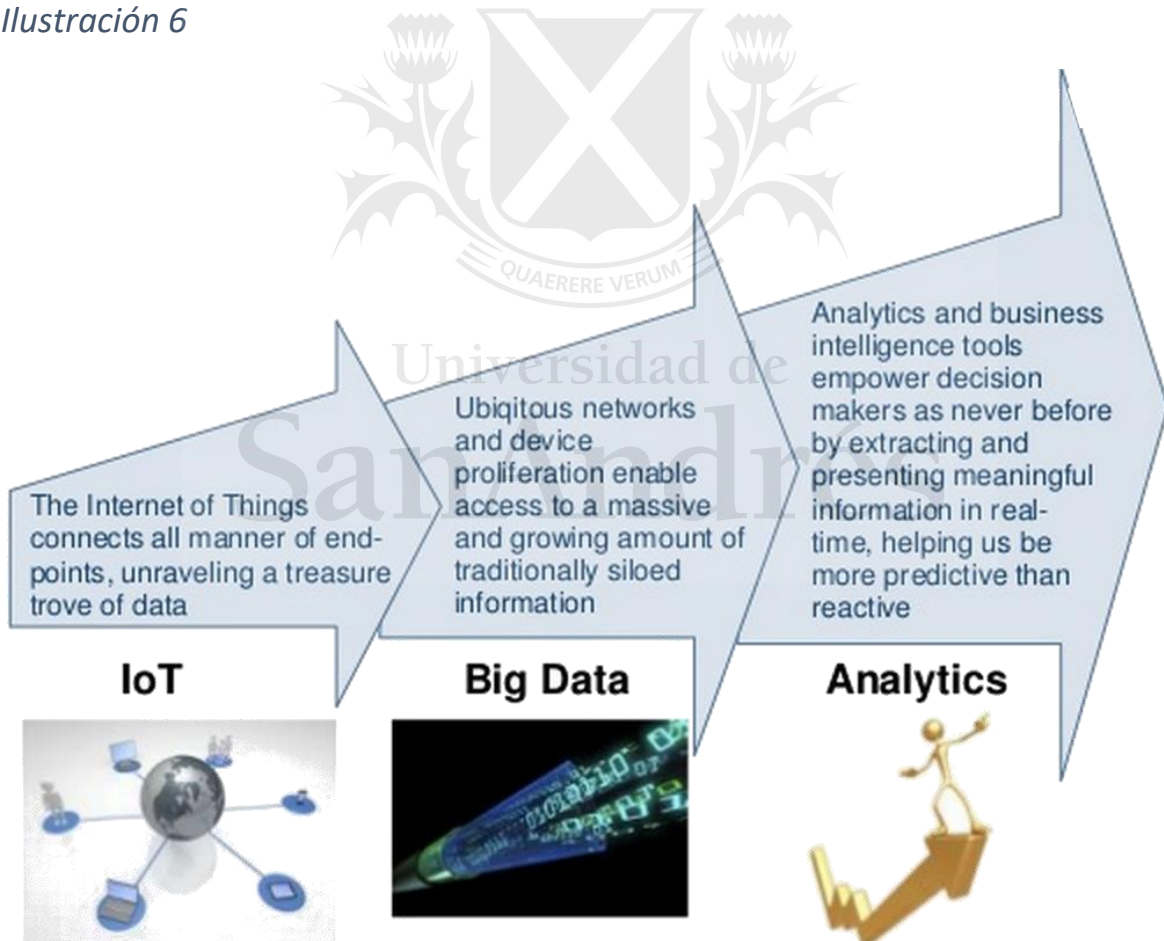 Ilustración 6
QUAERERE VERUM
Universidad de
SanAndrés
The Internet of Things
connects all manner of end-
points, unraveling a treasure
trove of data
Ubiqitous networks
and device
proliferation enable
access to a massive
and growing amount of
traditionally siloed
information
Analytics and business
intelligence tools
empower decision
makers as never before
by extracting and
presenting meaningful
information in real-
time, helping us be
more predictive than
reactive
IoT
Big Data
Analytics